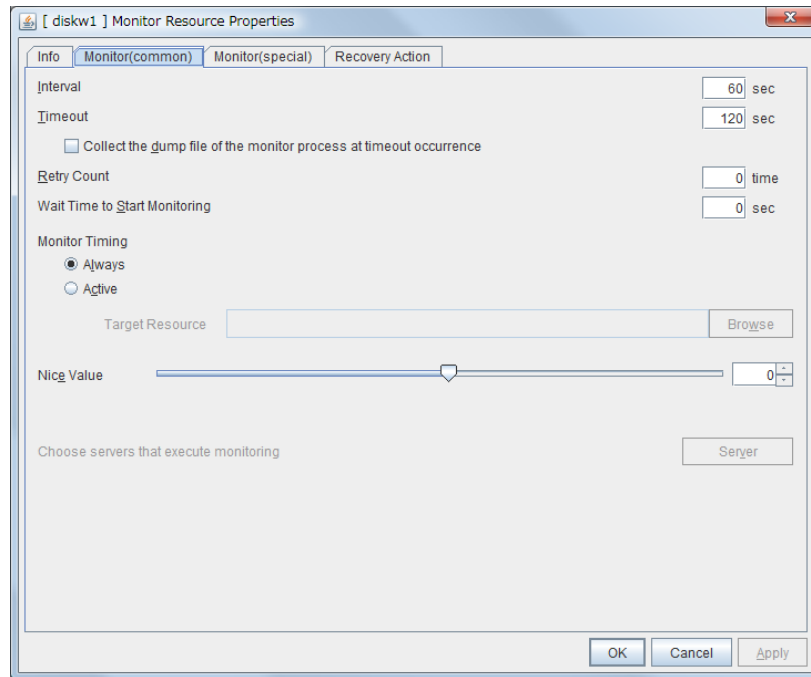 [ diskw1 ] Monitor Resource Properties
Info Monitor(common) Monitor(special) Recovery Action
Interval 60 sec
Timeout 120 sec
Collect the dump file of the monitor process at timeout occurrence
Retry Count 0 time
Wait Time to Start Monitoring 0 sec
Monitor Timing
Always
Active
Target Resource Browse
Nice Value 0
Choose servers that execute monitoring Server
OK Cancel Apply